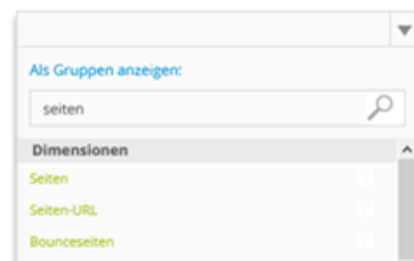 Als Gruppen anzeigen:
seiten
Dimensionen
Seiten
Seiten-URL
Bounceseiten